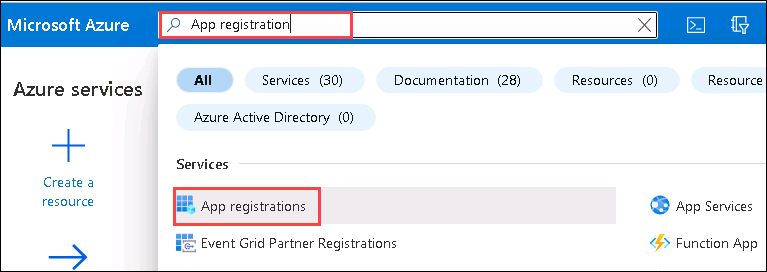 Microsoft Azure
App registration
Azure services
Create a
resource
All
Services (30)
Documentation (28)
Resources (0)
Resource
Azure Active Directory (0)
Services
App registrations
App Services
Event Grid Partner Registrations
Function App